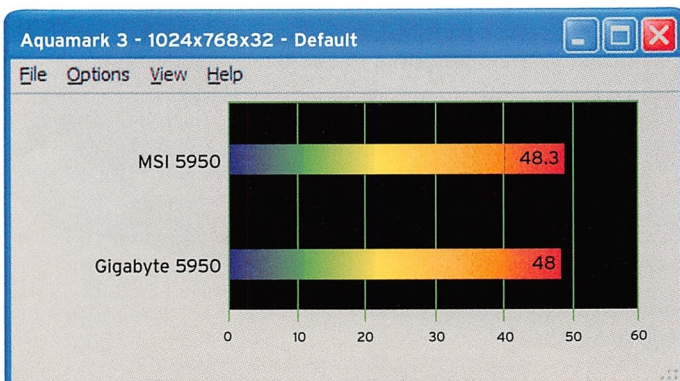 Aquamark 3 - 1024x768x32 - Default
File Options View Help
MSI 5950 48.3
Gigabyte 5950 48
0 10 20 30 40 50 60